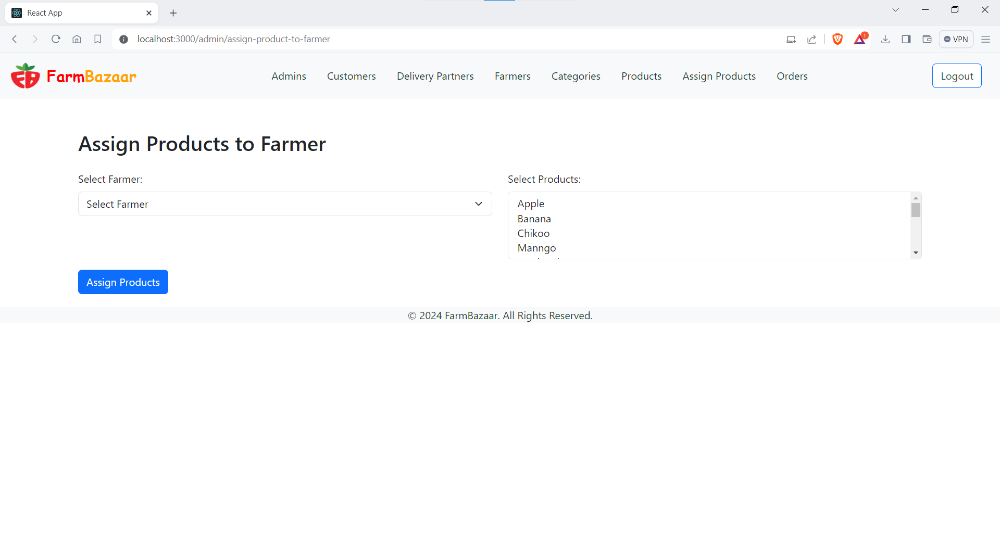 React App
localhost:3000/admin/assign-product-to-farmer
1
VPN
FarmBazaar
Admins
Customers
Delivery Partners
Farmers
Categories
Products
Assign Products
Orders
Logout
Assign Products to Farmer
Select Farmer:
Select Farmer
Select Products:
Apple
Banana
Chikoo
Manngo
Assign Products
© 2024 FarmBazaar. All Rights Reserved.